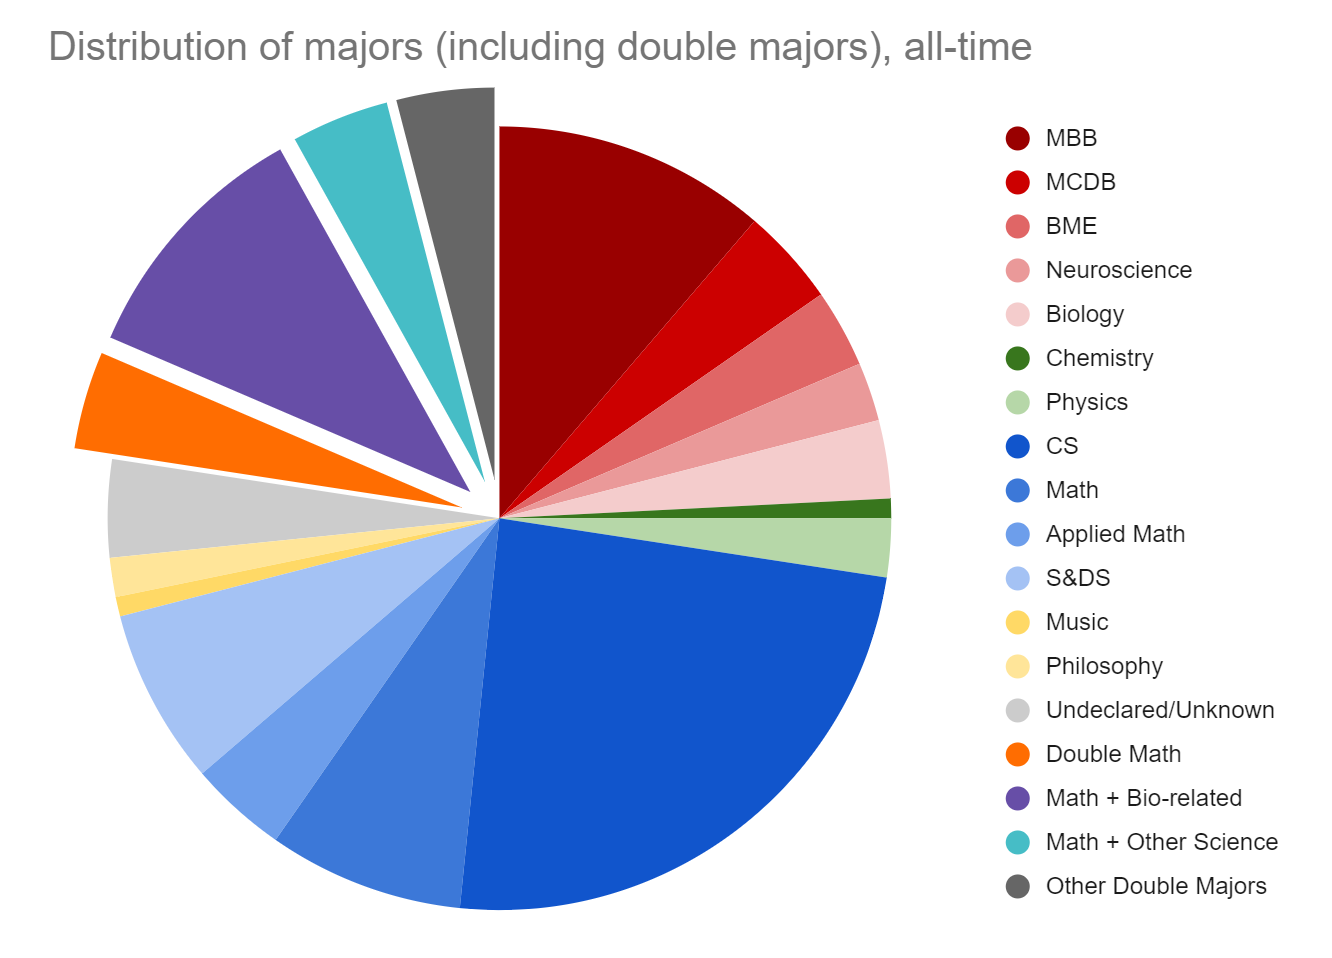 Distribution of majors (including double majors), all-time
MBB
MCDB
BME
Neuroscience
Biology
Chemistry
Physics
CS
Math
Applied Math
S&DS
Music
Philosophy
Undeclared/Unknown
Double Math
Math + Bio-related
Math + Other Science
Other Double Majors